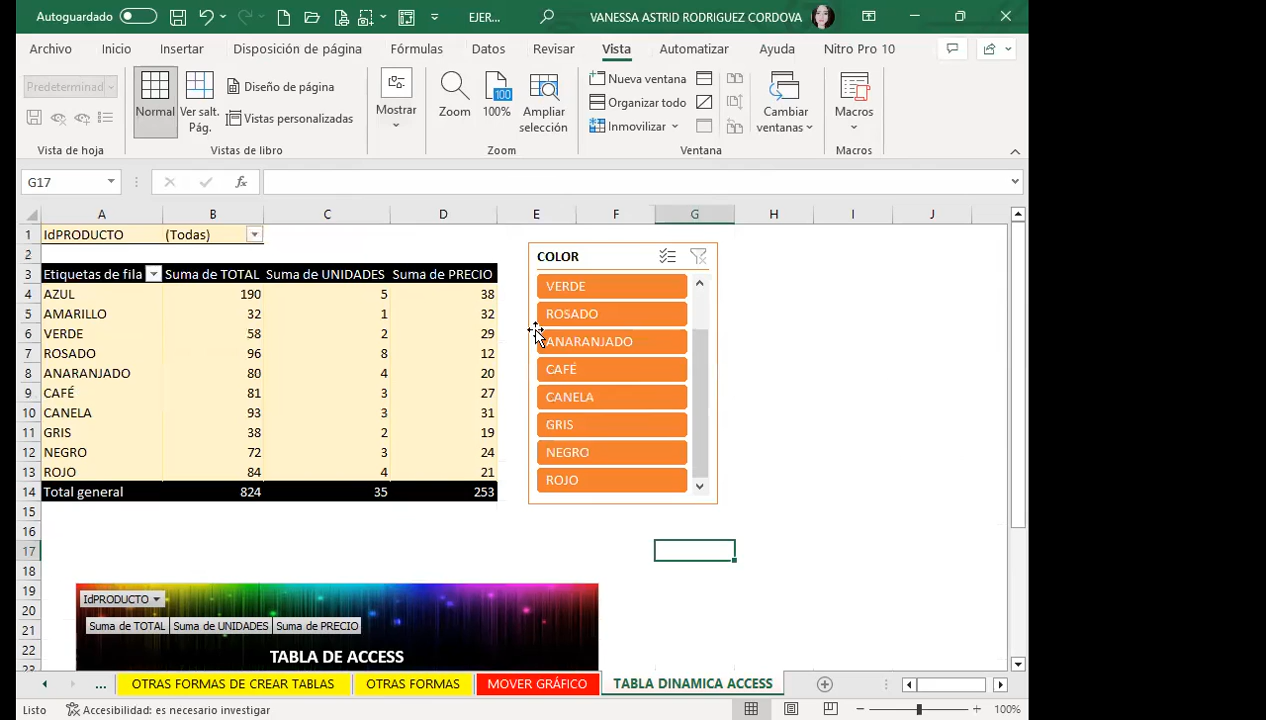 Autoguardado EJER... VANESSA ASTRID RODRIGUEZ CORDOVA
Archivo Inicio Insertar Disposición de página Fórmulas Datos Revisar Vista Automatizar Ayuda Nitro Pro 10
Predeterminad
Normal
Ver salt. Pág.
Diseño de página
Vistas personalizadas
Mostrar
Zoom
100
100%
Ampliar selección
Nueva ventana
Organizar todo
Inmovilizar
Cambiar ventanas
Macros
Vista de hoja Vistas de libro Zoom Ventana Macros
G17 fx
A B C D E F G H I J
1 IdPRODUCTO (Todas)
2
3 Etiquetas de fila Suma de TOTAL Suma de UNIDADES Suma de PRECIO
4 AZUL 190 5 38
5 AMARILLO 32 1 32
6 VERDE 58 2 29
7 ROSADO 96 8 12
8 ANARANJADO 80 4 20
9 CAFÉ 81 3 27
10 CANELA 93 3 31
11 GRIS 38 2 19
12 NEGRO 72 3 24
13 ROJO 84 4 21
14 Total general 824 35 253
15
16
17
18
19
20
21
22
23
COLOR
VERDE
ROSADO
ANARANJADO
CAFÉ
CANELA
GRIS
NEGRO
ROJO
IdPRODUCTO
Suma de TOTAL Suma de UNIDADES Suma de PRECIO
TABLA DE ACCESS
... OTRAS FORMAS DE CREAR TABLAS OTRAS FORMAS MOVER GRÁFICO TABLA DINAMICA ACCESS
Listo Accesibilidad: es necesario investigar 100%